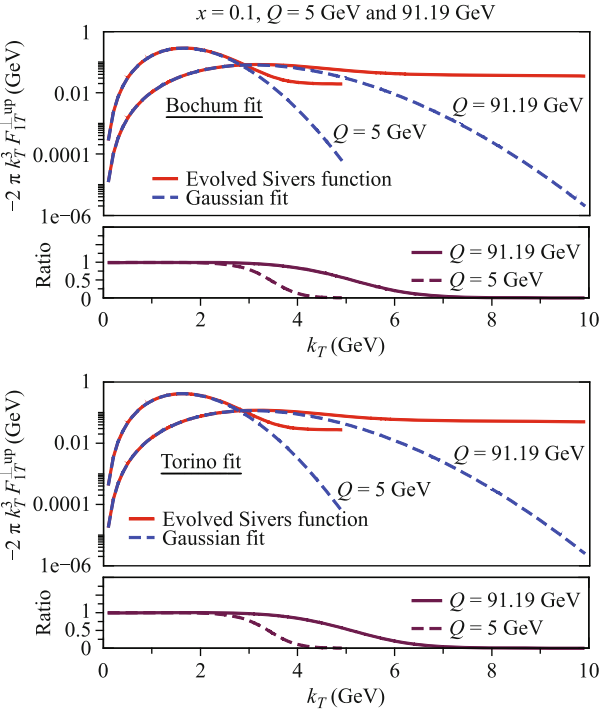 x = 0.1, Q = 5 GeV and 91.19 GeV
−2 π k_T^3 F_{1T}^{⊥up} (GeV)
1
0.01
0.0001
1e−06
Bochum fit
Q = 91.19 GeV
Q = 5 GeV
Evolved Sivers function
Gaussian fit
Ratio
1
0.5
0
Q = 91.19 GeV
Q = 5 GeV
0 2 4 6 8 10
k_T (GeV)
−2 π k_T^3 F_{1T}^{⊥up} (GeV)
1
0.01
0.0001
1e−06
Torino fit
Q = 91.19 GeV
Q = 5 GeV
Evolved Sivers function
Gaussian fit
Ratio
1
0.5
0
Q = 91.19 GeV
Q = 5 GeV
0 2 4 6 8 10
k_T (GeV)